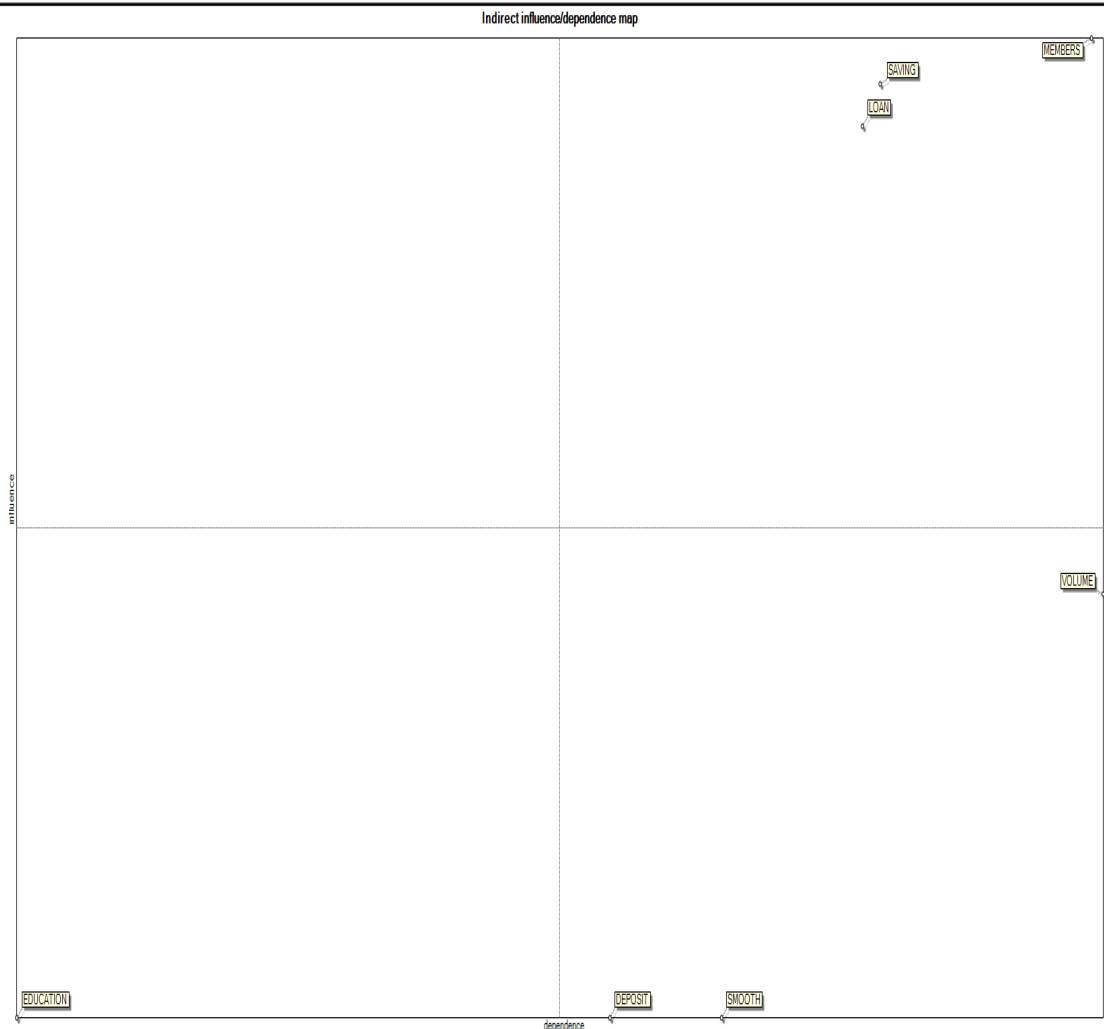 Indirect influence/dependence map
MEMBERS
SAVING
LOAN
influence
VOLUME
EDUCATION
DEPOSIT
SMOOTH
dependence